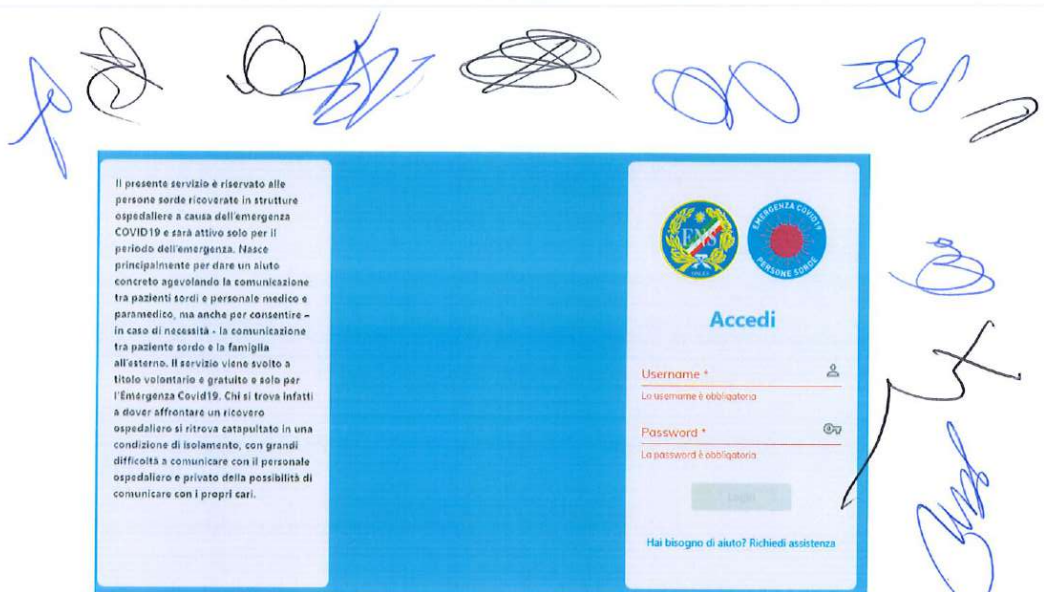 Il presente servizio è riservato alle
persone sorde ricoverate in strutture
ospedaliere a causa dell'emergenza
COVID19 e sarà attivo solo per il
periodo dell'emergenza. Nasce
principalmente per dare un aiuto
concreto agevolando la comunicazione
tra pazienti sordi e personale medico e
paramedico, ma anche per consentire –
in caso di necessità - la comunicazione
tra paziente sordo e la famiglia
all'esterno. Il servizio viene svolto a
titolo volontario e gratuito e solo per
l'Emergenza Covid19. Chi si trova infatti
a dover affrontare un ricovero
ospedaliero si ritrova catapultato in una
condizione di isolamento, con grandi
difficoltà a comunicare con il personale
ospedaliero e privato della possibilità di
comunicare con i propri cari.
ENS
EMERGENZA COVID19
PERSONE SORDE
Accedi
Username *
Lo username è obbligatorio
Password *
La password è obbligatoria
Login
Hai bisogno di aiuto? Richiedi assistenza